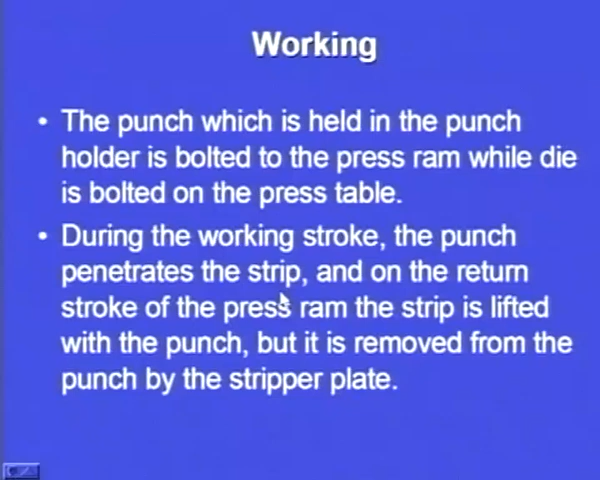 Working
• The punch which is held in the punch
holder is bolted to the press ram while die
is bolted on the press table.
• During the working stroke, the punch
penetrates the strip, and on the return
stroke of the press ram the strip is lifted
with the punch, but it is removed from the
punch by the stripper plate.